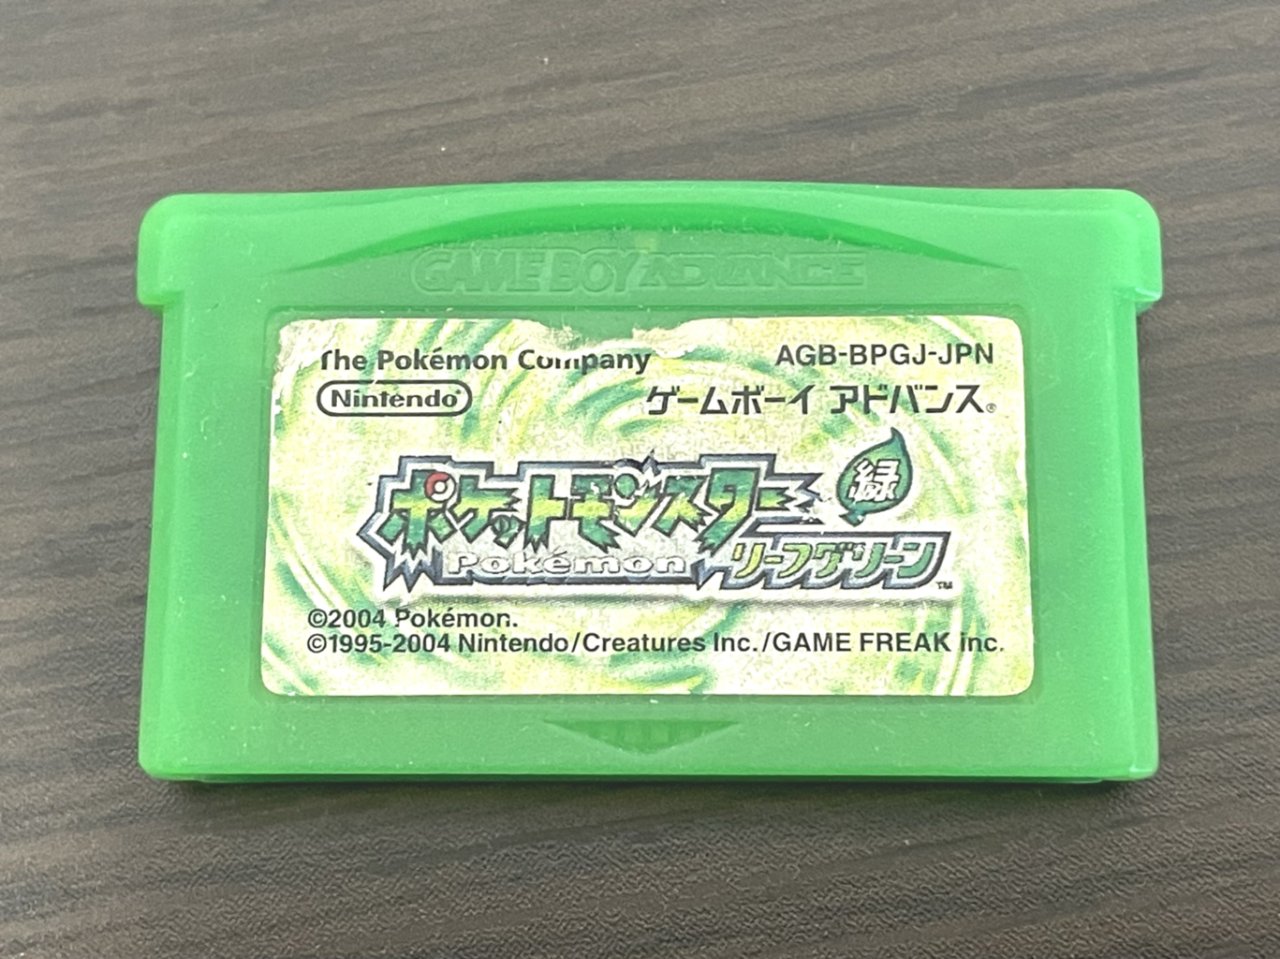 GAME BOY ADVANCE
The Pokémon Company
AGB-BPGJ-JPN
Nintendo
ゲームボーイ アドバンス®
ポケットモンスター
緑
Pokémon
リーフグリーン™
©2004 Pokémon.
©1995-2004 Nintendo/Creatures Inc./GAME FREAK inc.